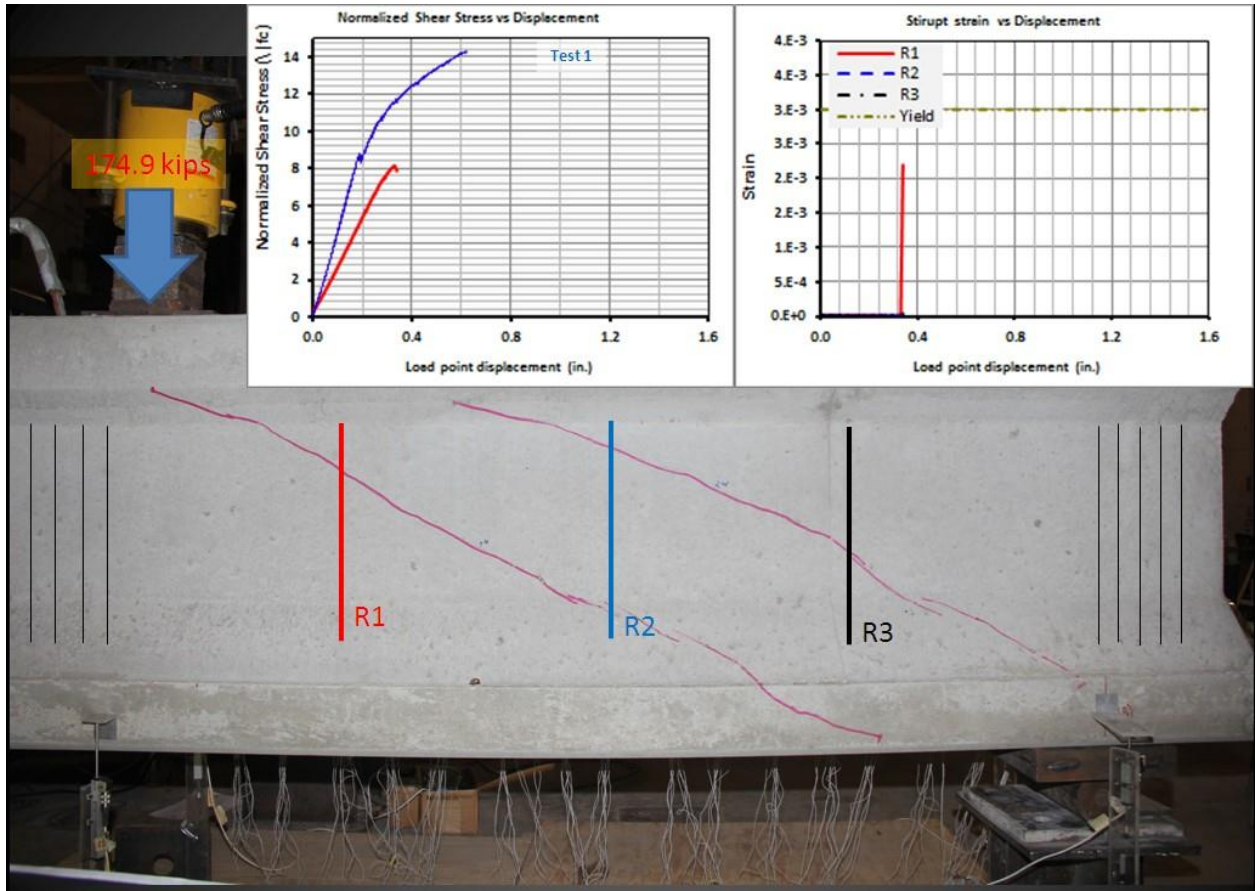 Normalized Shear Stress vs Displacement
Normalized Shear Stress (\|fc)
14
12
10
8
6
4
2
0
0.0 0.4 0.8 1.2 1.6
Load point displacement (in.)
Test 1
Stirupt strain vs Displacement
Strain
4.E-3
4.E-3
3.E-3
3.E-3
2.E-3
2.E-3
1.E-3
5.E-4
0.E+0
0.0 0.4 0.8 1.2 1.6
Load point displacement (in.)
R1
R2
R3
Yield
174.9 kips
R1
R2
R3